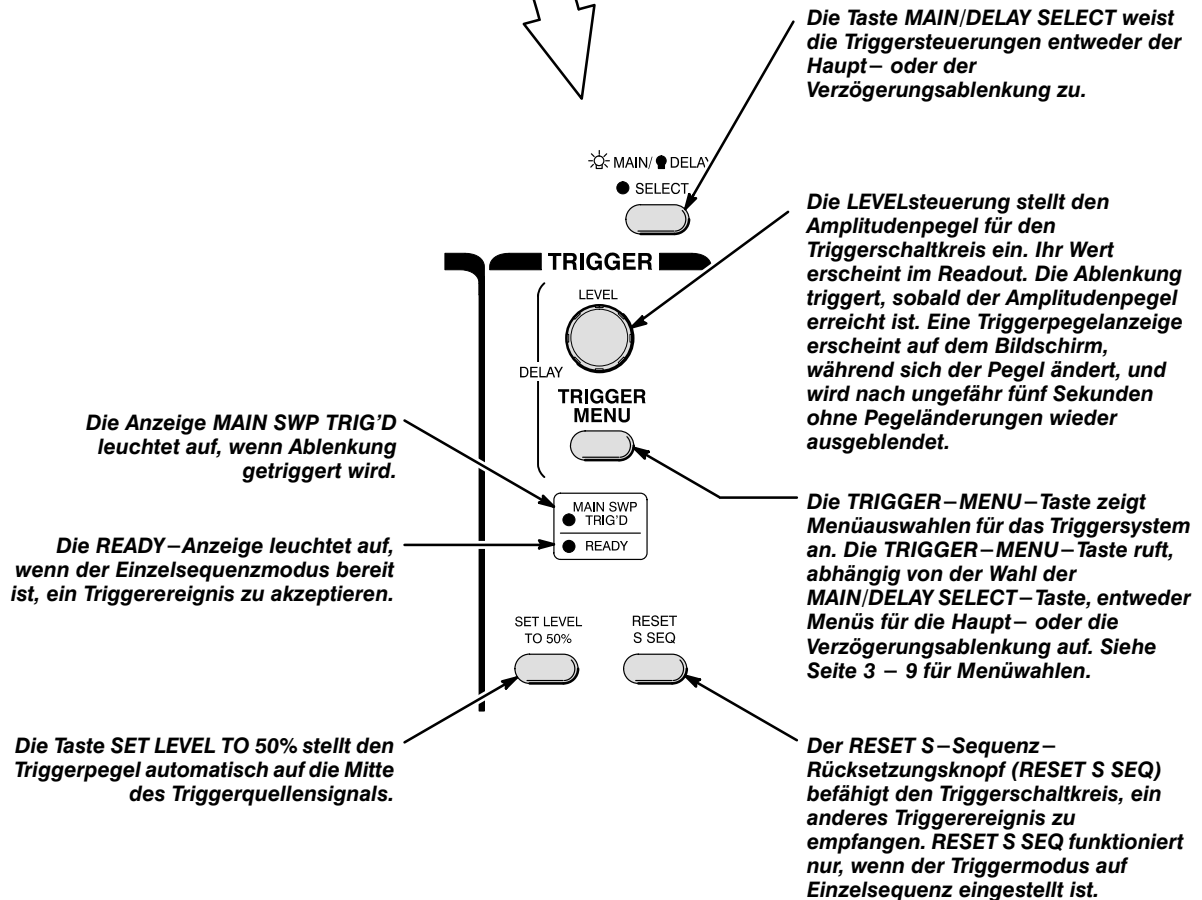 Die Taste MAIN/DELAY SELECT weist
die Triggersteuerungen entweder der
Haupt– oder der
Verzögerungsablenkung zu.
MAIN/ DELAY
SELECT
Die LEVELsteuerung stellt den
Amplitudenpegel für den
Triggerschaltkreis ein. Ihr Wert
erscheint im Readout. Die Ablenkung
triggert, sobald der Amplitudenpegel
erreicht ist. Eine Triggerpegelanzeige
erscheint auf dem Bildschirm,
während sich der Pegel ändert, und
wird nach ungefähr fünf Sekunden
ohne Pegeländerungen wieder
ausgeblendet.
TRIGGER
LEVEL
DELAY
TRIGGER
MENU
Die Anzeige MAIN SWP TRIG'D
leuchtet auf, wenn Ablenkung
getriggert wird.
MAIN SWP
TRIG'D
READY
Die READY–Anzeige leuchtet auf,
wenn der Einzelsequenzmodus bereit
ist, ein Triggerereignis zu akzeptieren.
Die TRIGGER–MENU–Taste zeigt
Menüauswahlen für das Triggersystem
an. Die TRIGGER–MENU–Taste ruft,
abhängig von der Wahl der
MAIN/DELAY SELECT–Taste, entweder
Menüs für die Haupt– oder die
Verzögerungsablenkung auf. Siehe
Seite 3 – 9 für Menüwahlen.
SET LEVEL
TO 50%
RESET
S SEQ
Die Taste SET LEVEL TO 50% stellt den
Triggerpegel automatisch auf die Mitte
des Triggerquellensignals.
Der RESET S–Sequenz–
Rücksetzungsknopf (RESET S SEQ)
befähigt den Triggerschaltkreis, ein
anderes Triggerereignis zu
empfangen. RESET S SEQ funktioniert
nur, wenn der Triggermodus auf
Einzelsequenz eingestellt ist.